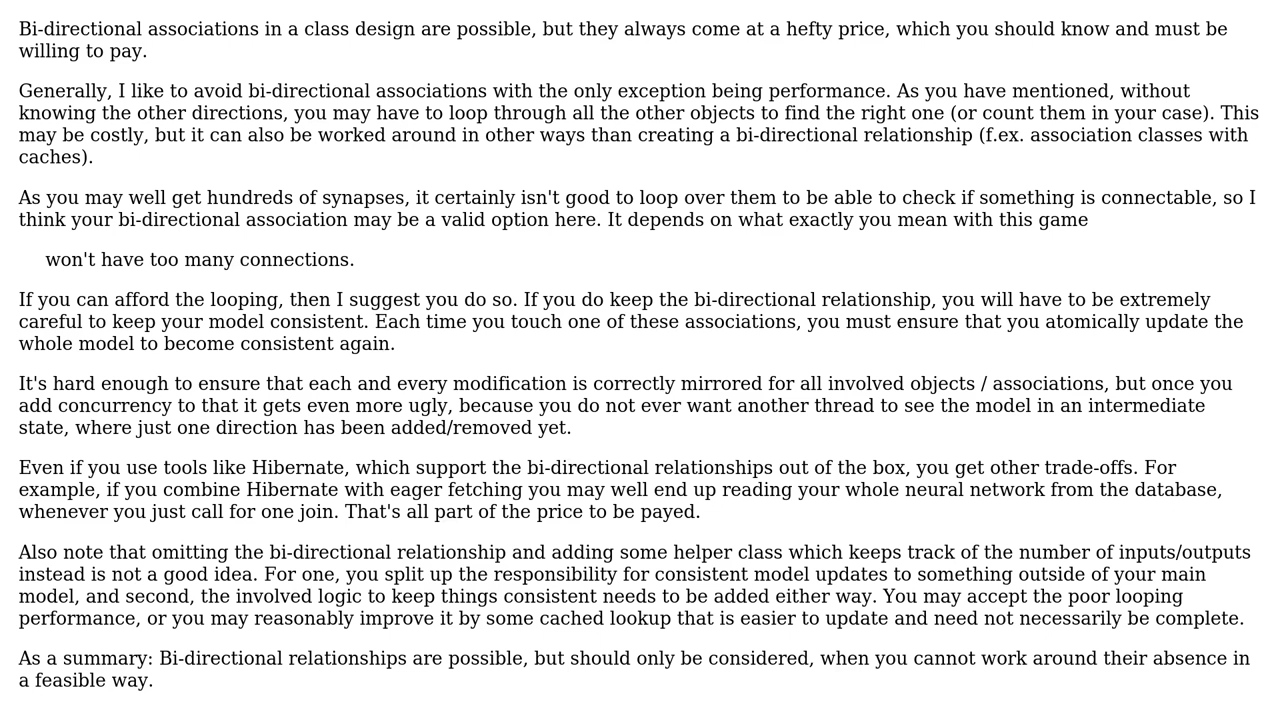 Bi-directional associations in a class design are possible, but they always come at a hefty price, which you should know and must be
willing to pay.
Generally, I like to avoid bi-directional associations with the only exception being performance. As you have mentioned, without
knowing the other directions, you may have to loop through all the other objects to find the right one (or count them in your case). This
may be costly, but it can also be worked around in other ways than creating a bi-directional relationship (f.ex. association classes with
caches).
As you may well get hundreds of synapses, it certainly isn't good to loop over them to be able to check if something is connectable, so I
think your bi-directional association may be a valid option here. It depends on what exactly you mean with this game
won't have too many connections.
If you can afford the looping, then I suggest you do so. If you do keep the bi-directional relationship, you will have to be extremely
careful to keep your model consistent. Each time you touch one of these associations, you must ensure that you atomically update the
whole model to become consistent again.
It's hard enough to ensure that each and every modification is correctly mirrored for all involved objects / associations, but once you
add concurrency to that it gets even more ugly, because you do not ever want another thread to see the model in an intermediate
state, where just one direction has been added/removed yet.
Even if you use tools like Hibernate, which support the bi-directional relationships out of the box, you get other trade-offs. For
example, if you combine Hibernate with eager fetching you may well end up reading your whole neural network from the database,
whenever you just call for one join. That's all part of the price to be payed.
Also note that omitting the bi-directional relationship and adding some helper class which keeps track of the number of inputs/outputs
instead is not a good idea. For one, you split up the responsibility for consistent model updates to something outside of your main
model, and second, the involved logic to keep things consistent needs to be added either way. You may accept the poor looping
performance, or you may reasonably improve it by some cached lookup that is easier to update and need not necessarily be complete.
As a summary: Bi-directional relationships are possible, but should only be considered, when you cannot work around their absence in
a feasible way.